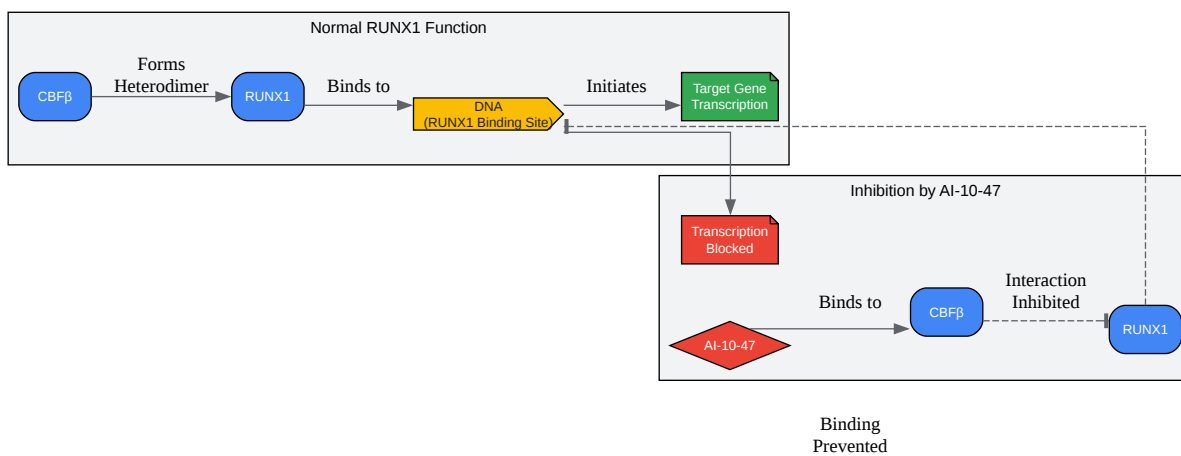 Normal RUNX1 Function
Forms
Heterodimer
CBFβ
RUNX1
Binds to
DNA
(RUNX1 Binding Site)
Initiates
Target Gene
Transcription
Inhibition by AI-10-47
Transcription
Blocked
AI-10-47
Binds to
CBFβ
Interaction
Inhibited
RUNX1
Binding
Prevented